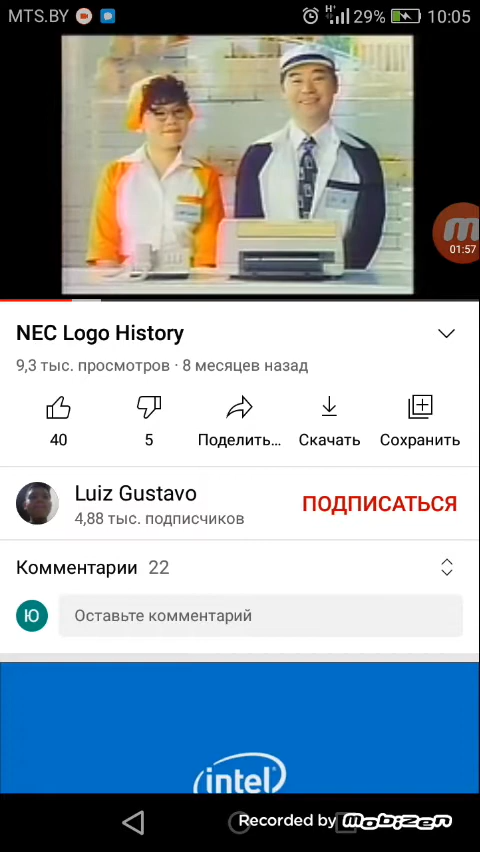 MTS.BY
H
29%
10:05
01:57
NEC Logo History
9,3 тыс. просмотров · 8 месяцев назад
40
5
Поделить...
Скачать
Сохранить
Luiz Gustavo
4,88 тыс. подписчиков
ПОДПИСАТЬСЯ
Комментарии 22
Ю
Оставьте комментарий
intel
Recorded by Mobizen